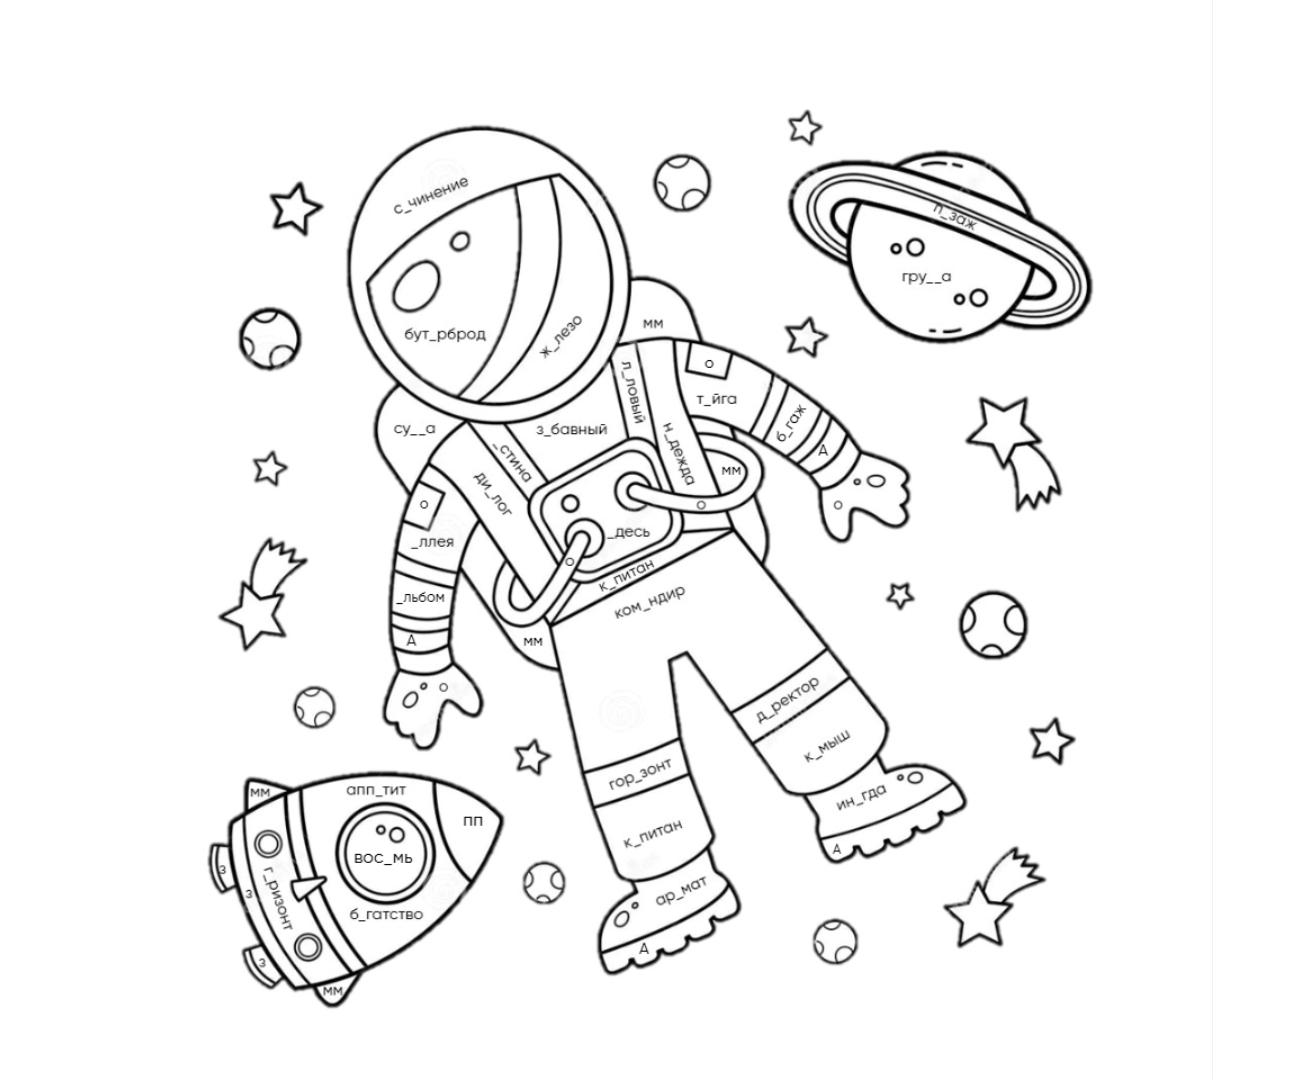 с_чинение
п_заж
гру__а
бут_рброд
ж_лезо
мм
о
т_йга
л_ловый
б_гаж
А
су__а
з_бавный
_стина
н_дежда
мм
ди_лог
о
о
о
_десь
_ллея
о
к_питан
ком_ндир
_льбом
А
мм
д_ректор
к_мыш
гор_зонт
ин_гда
к_питан
А
ар_мат
А
мм
апп_тит
пп
вос_мь
з
з
г_ризонт
б_гатство
з
мм